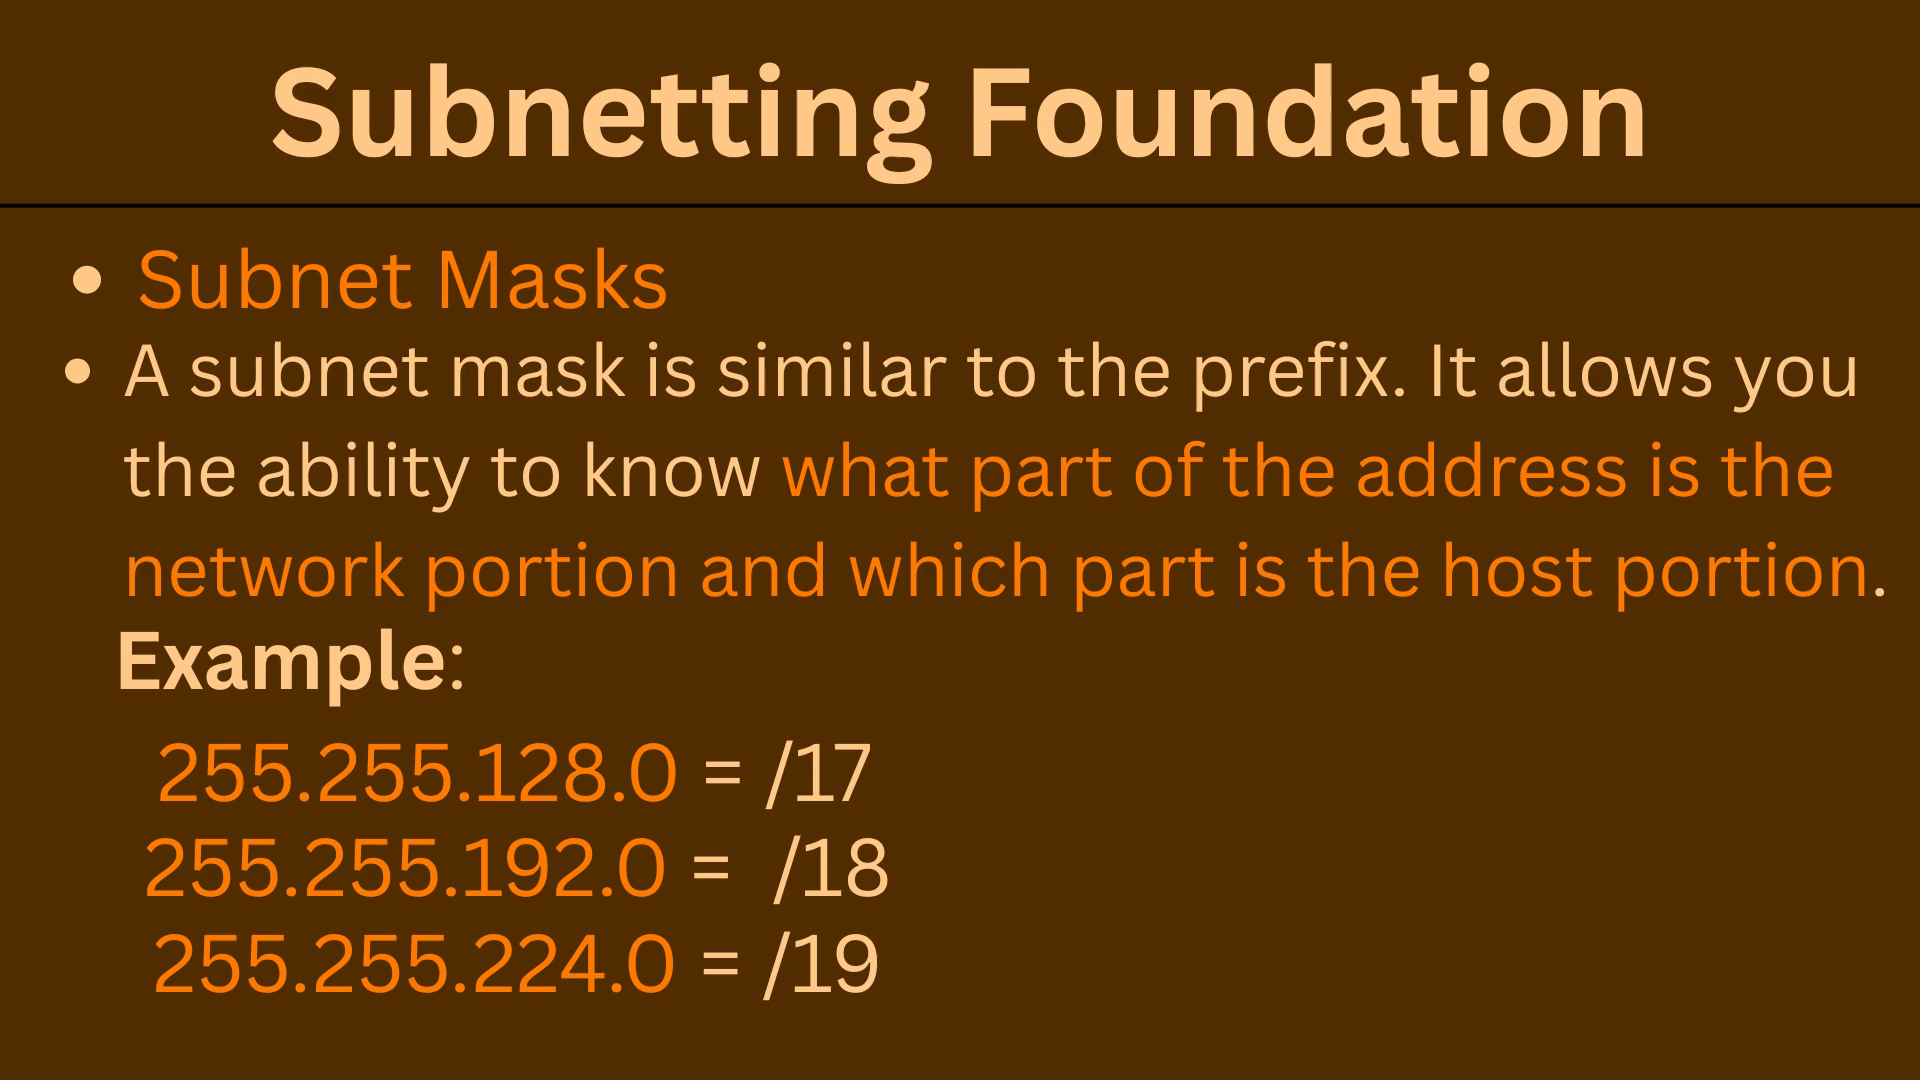 Subnetting Foundation
• Subnet Masks
• A subnet mask is similar to the prefix. It allows you
the ability to know what part of the address is the
network portion and which part is the host portion.
Example:
255.255.128.0 = /17
255.255.192.0 = /18
255.255.224.0 = /19